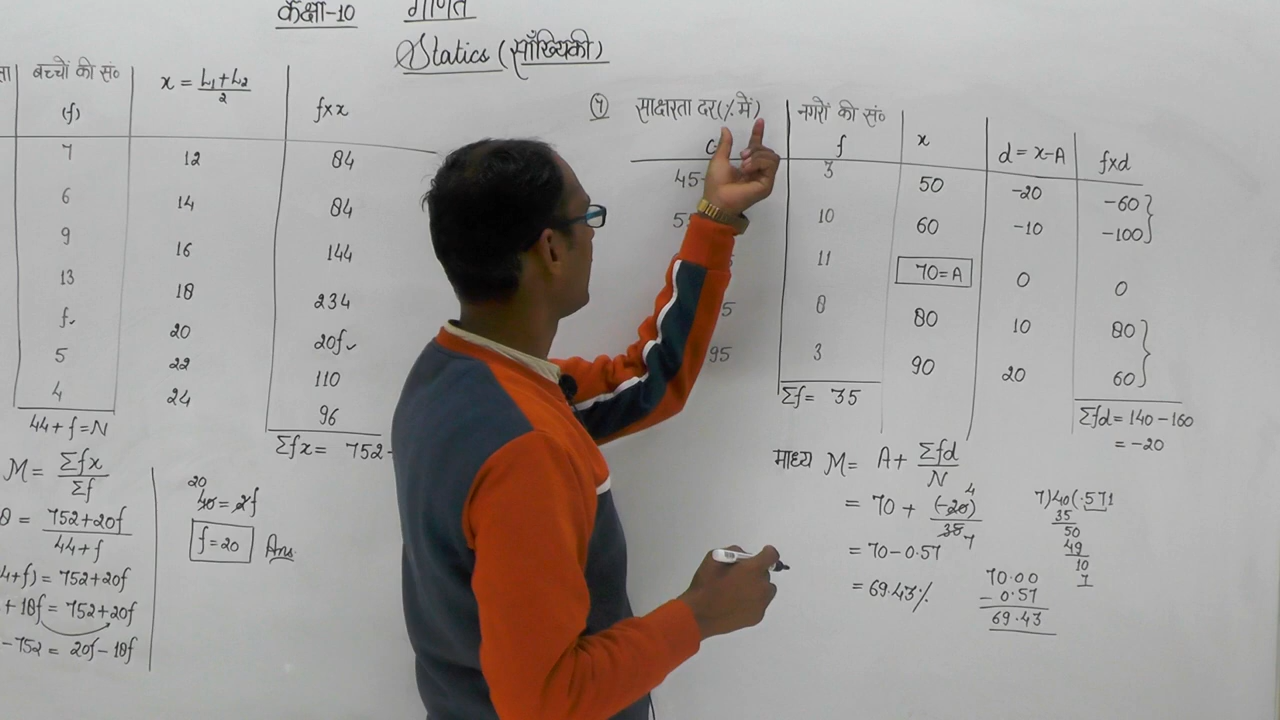 कक्षा-10 गणित
Statics (साँख्यिकी)
बच्चों की सं० x = L₁+L₂/2 f×x
(f)
7 12 84
6 14 84
9 16 144
13 18 234
f 20 20f
5 22 110
4 24 96
44+f=N Σfx = 752
M = Σfx/Σf
= 752+20f/44+f
+f) = 752+20f
+ 18f = 752+20f
-752 = 20f-18f
20
40 = 2f
f=20 Ans.
साक्षरता दर(% में) नगरों की सं० x d = x-A f×d
f
45- 3 50 -20 -60
10 60 -10 -100
11 70=A 0 0
8 80 10 80
95 3 90 20 60
Σf = 35 Σfd = 140-160
= -20
माध्य M = A+ Σfd/N
= 70 + (-20)/35
4
7
= 70-0.57
= 69.43%
7)40(.571
35
50
49
10
7
70.00
- 0.57
69.43